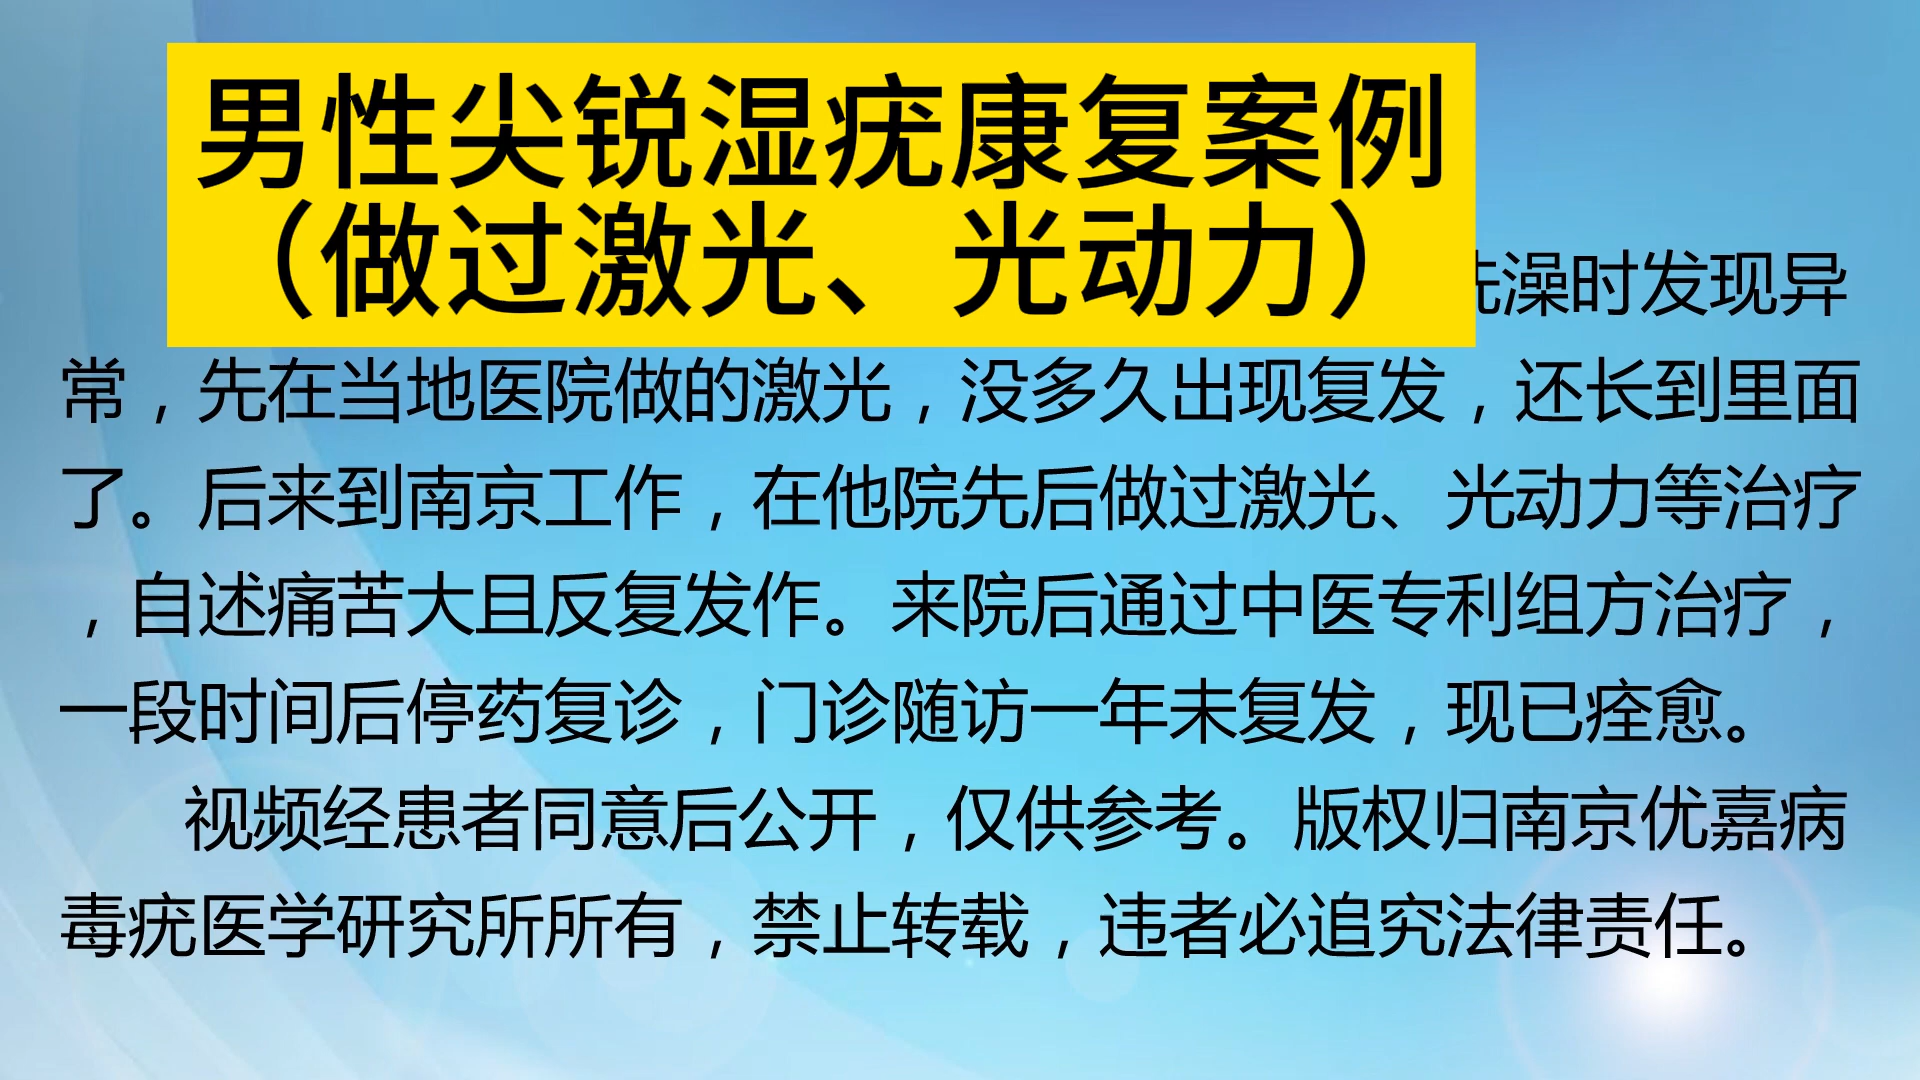 男性尖锐湿疣康复案例
（做过激光、光动力）
洗澡时发现异
常，先在当地医院做的激光，没多久出现复发，还长到里面
了。后来到南京工作，在他院先后做过激光、光动力等治疗
，自述痛苦大且反复发作。来院后通过中医专利组方治疗，
一段时间后停药复诊，门诊随访一年未复发，现已痊愈。
视频经患者同意后公开，仅供参考。版权归南京优嘉病
毒疣医学研究所所有，禁止转载，违者必追究法律责任。